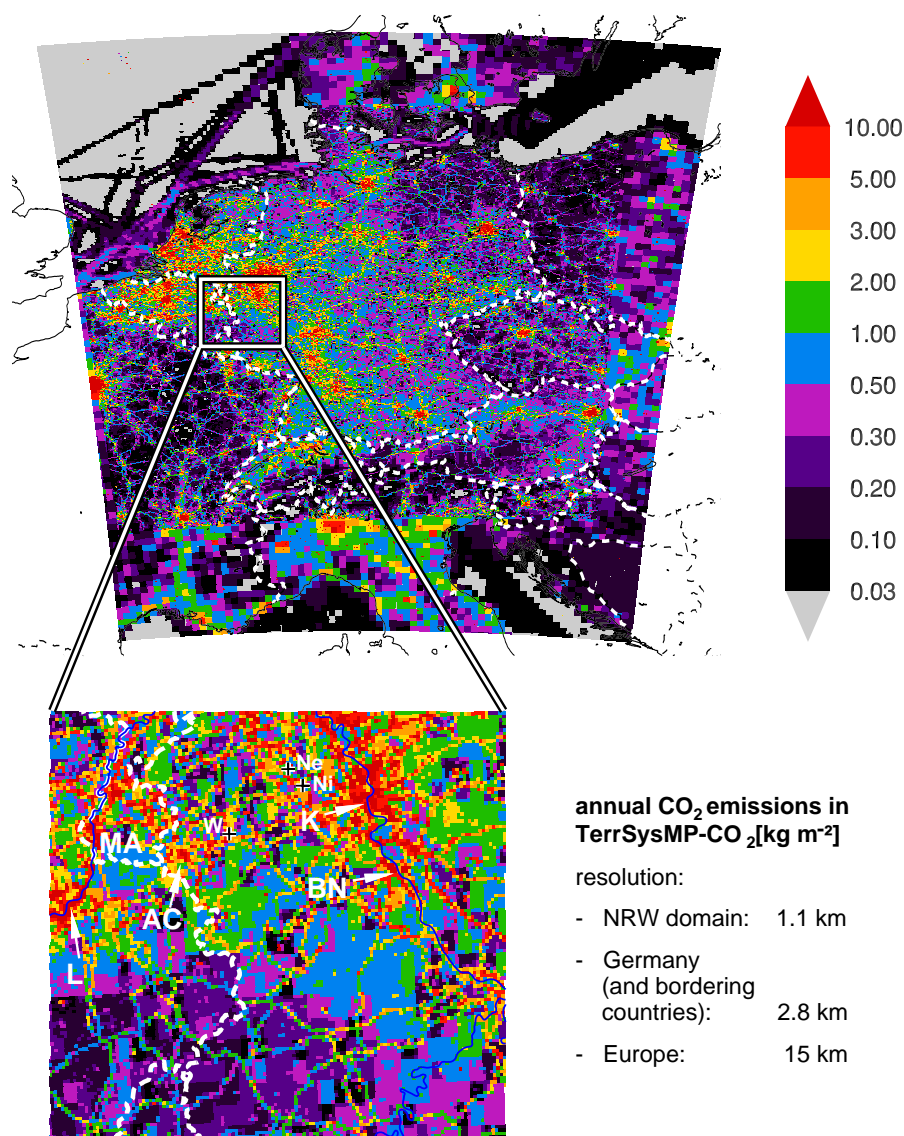 10.00
5.00
3.00
2.00
1.00
0.50
0.30
0.20
0.10
0.03
Ne
Ni
K
W
MA
BN
AC
L
annual CO₂ emissions in
TerrSysMP-CO ₂[kg m⁻²]
resolution:
- NRW domain: 1.1 km
- Germany
(and bordering
countries): 2.8 km
- Europe: 15 km